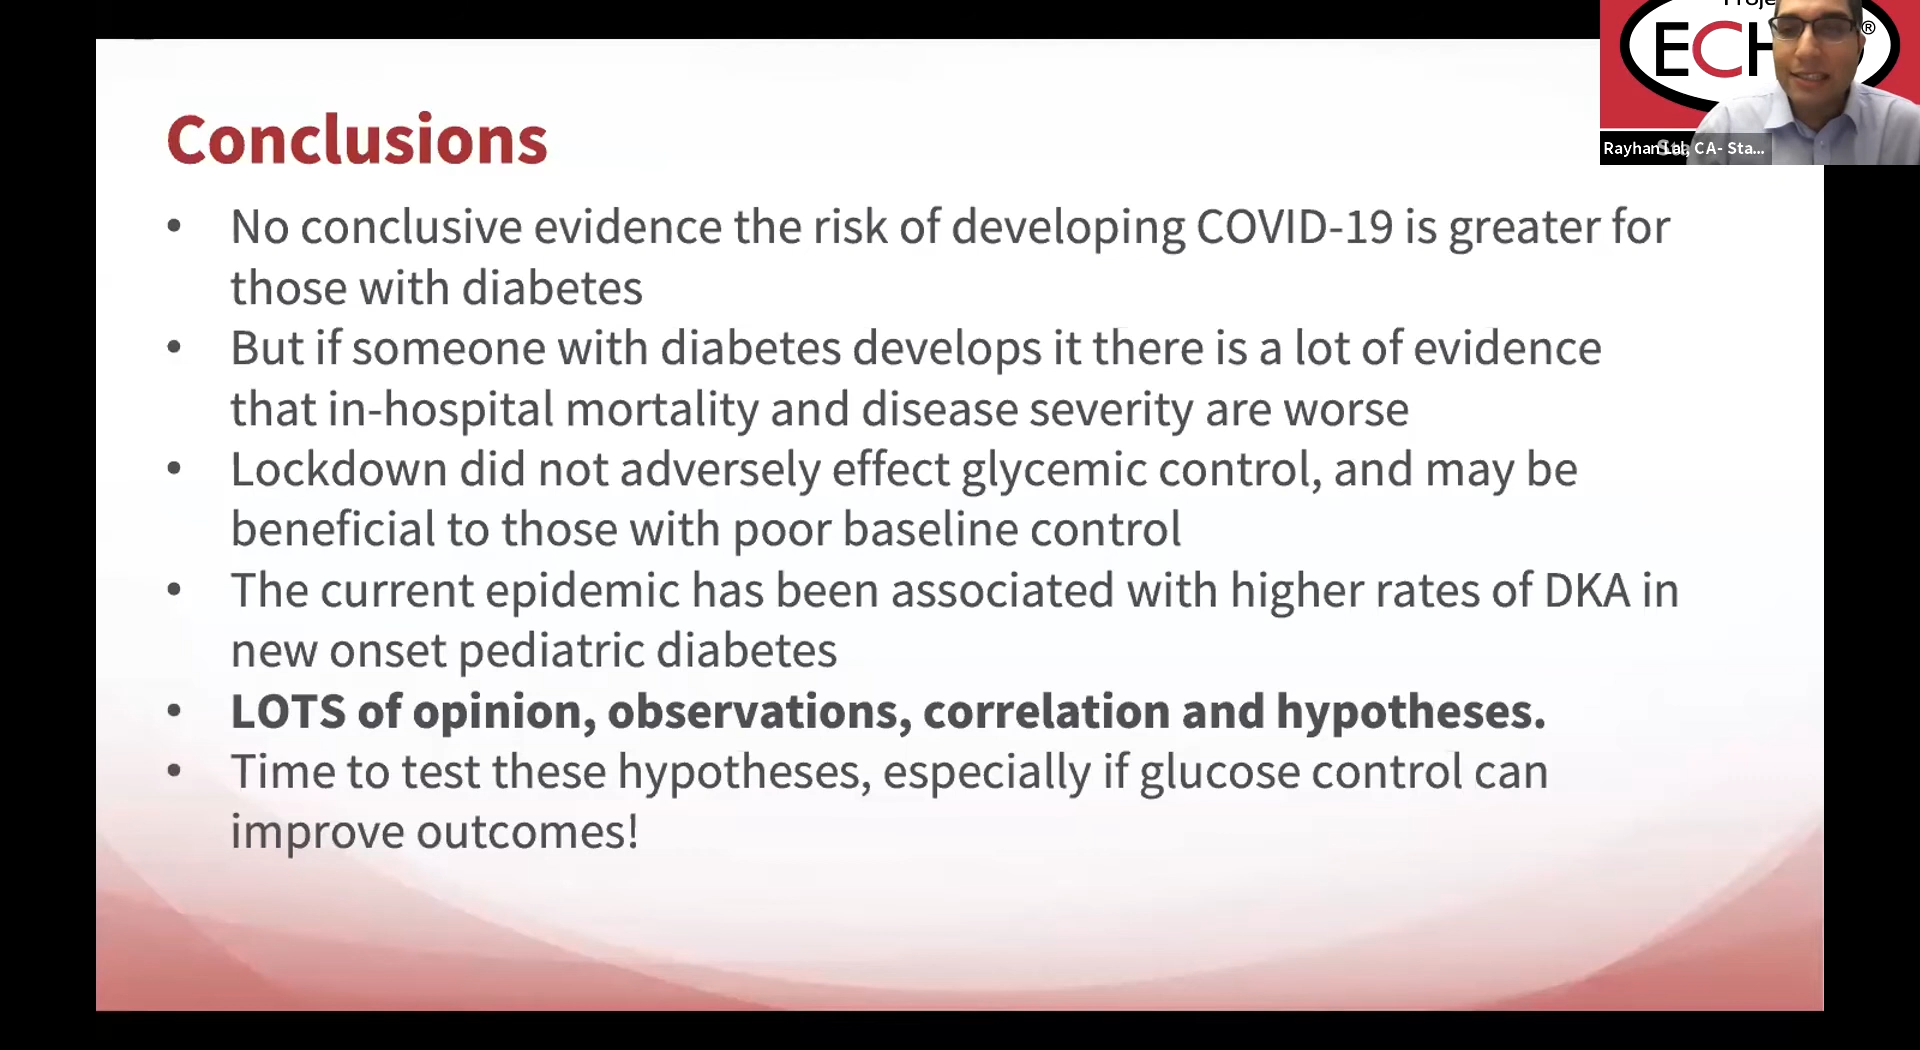 Proje
ECH
®
Rayhan Lal, CA- Sta...
Conclusions
• No conclusive evidence the risk of developing COVID-19 is greater for
those with diabetes
• But if someone with diabetes develops it there is a lot of evidence
that in-hospital mortality and disease severity are worse
• Lockdown did not adversely effect glycemic control, and may be
beneficial to those with poor baseline control
• The current epidemic has been associated with higher rates of DKA in
new onset pediatric diabetes
• LOTS of opinion, observations, correlation and hypotheses.
• Time to test these hypotheses, especially if glucose control can
improve outcomes!